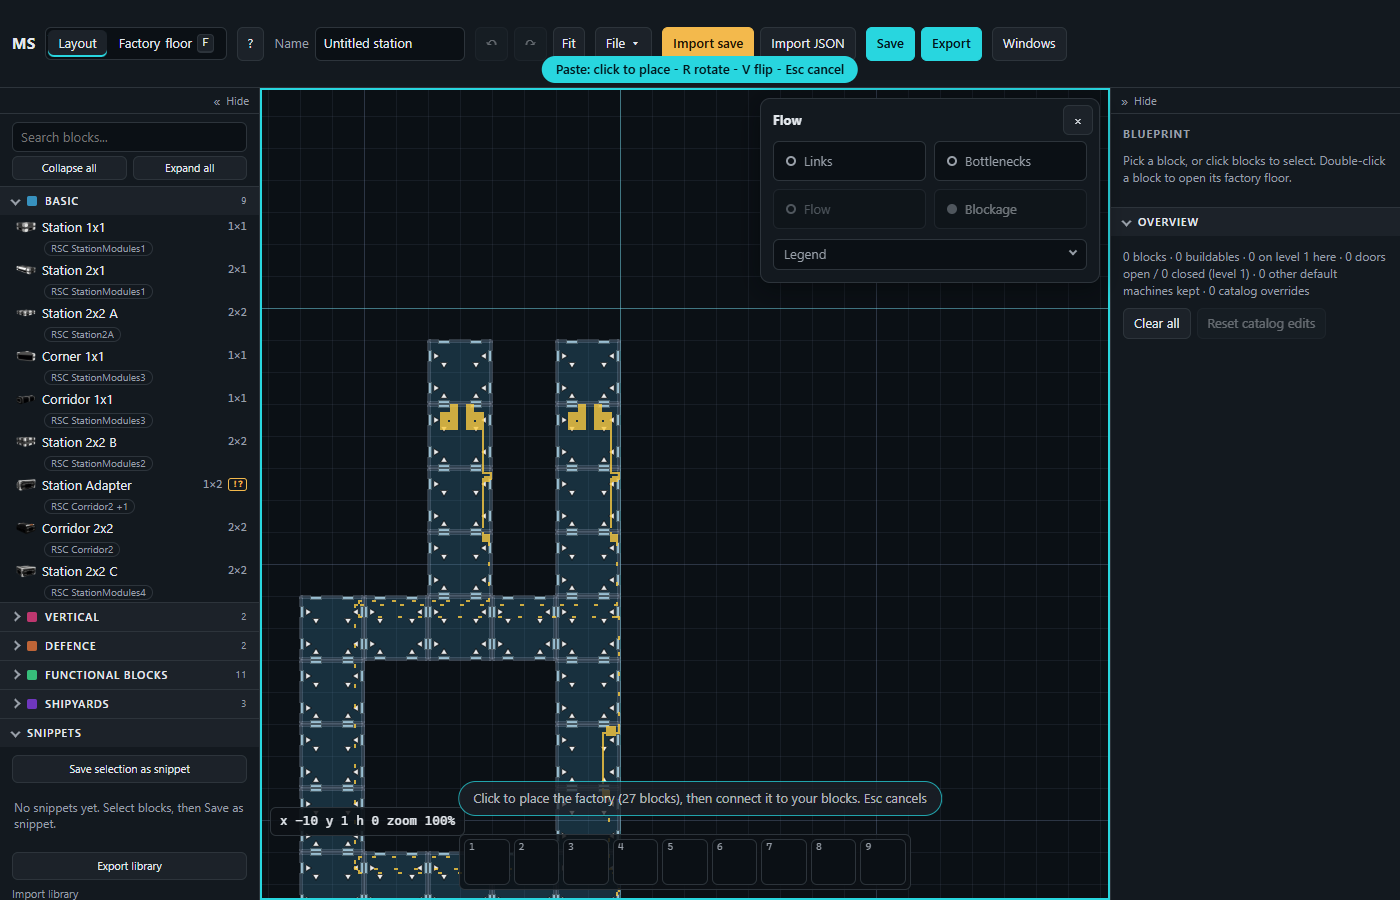 MS
Layout
Factory floor F
?
Name
Untitled station
Fit
File
Import save
Import JSON
Save
Export
Windows
Paste: click to place - R rotate - V flip - Esc cancel
« Hide
Search blocks...
Collapse all
Expand all
BASIC 9
Station 1x1 1×1
RSC StationModules1
Station 2x1 2×1
RSC StationModules1
Station 2x2 A 2×2
RSC Station2A
Corner 1x1 1×1
RSC StationModules3
Corridor 1x1 1×1
RSC StationModules3
Station 2x2 B 2×2
RSC StationModules2
Station Adapter 1×2 !?
RSC Corridor2 +1
Corridor 2x2 2×2
RSC Corridor2
Station 2x2 C 2×2
RSC StationModules4
VERTICAL 2
DEFENCE 2
FUNCTIONAL BLOCKS 11
SHIPYARDS 3
SNIPPETS
Save selection as snippet
No snippets yet. Select blocks, then Save as
snippet.
Export library
Import library
Flow
×
Links
Bottlenecks
Flow
Blockage
Legend
Click to place the factory (27 blocks), then connect it to your blocks. Esc cancels
x −10 y 1 h 0 zoom 100%
1 2 3 4 5 6 7 8 9
» Hide
BLUEPRINT
Pick a block, or click blocks to select. Double-click
a block to open its factory floor.
OVERVIEW
0 blocks · 0 buildables · 0 on level 1 here · 0 doors
open / 0 closed (level 1) · 0 other default
machines kept · 0 catalog overrides
Clear all
Reset catalog edits